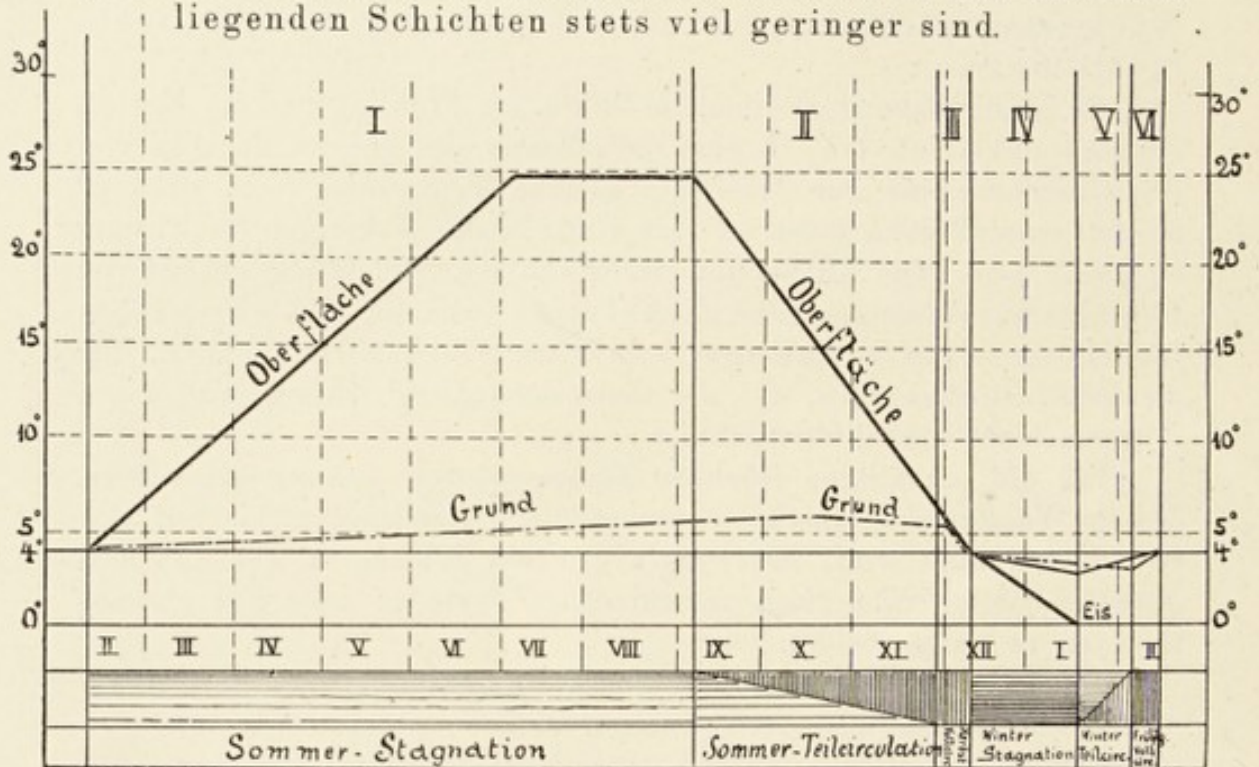 liegenden Schichten stets viel geringer sind.
30°
I II III IV V VI
30°
25° 25°
20° 20°
Oberfläche Oberfläche
15° 15°
10° 10°
Grund Grund
5° 5°
4° 4°
0° Eis 0°
II III IV V VI VII VIII IX X XI XII I II
Sommer-Stagnation Sommer-Teilcirculation Winter Stagnation Winter Teilcirc.